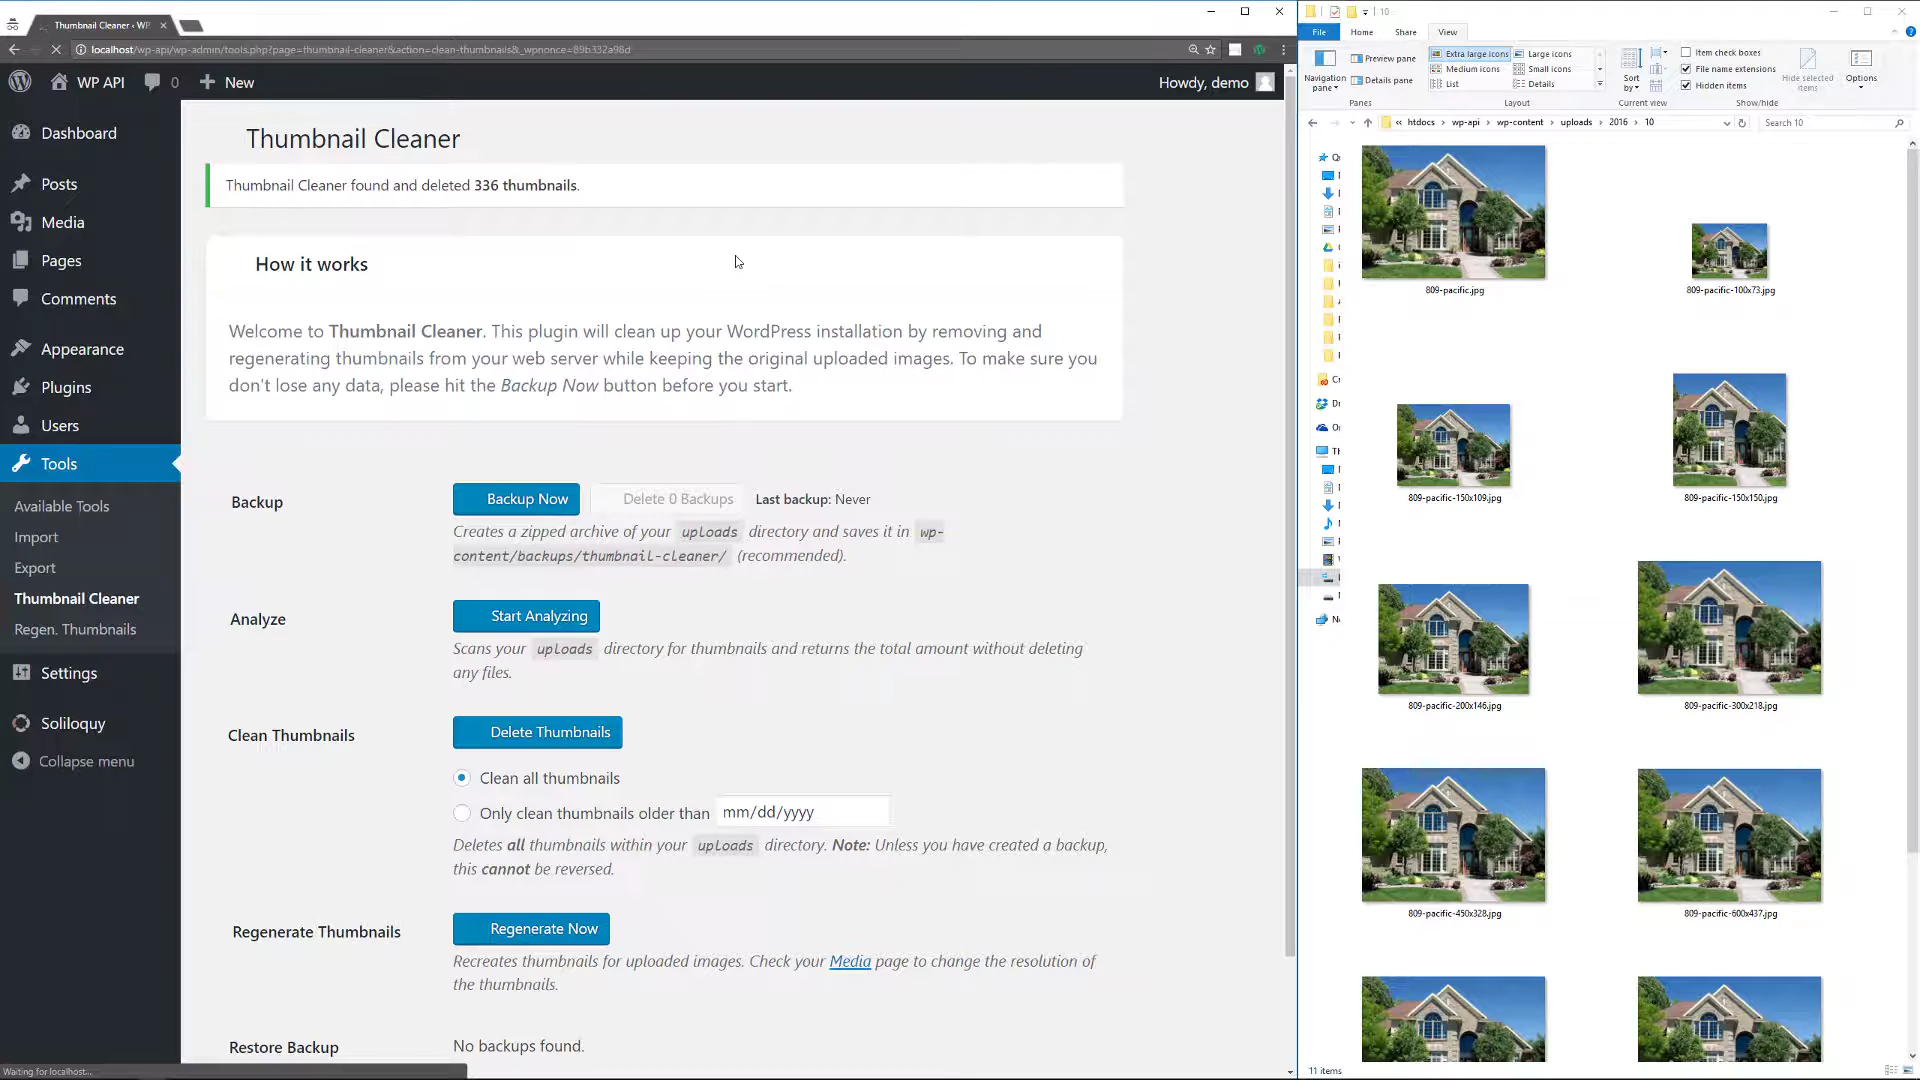 Thumbnail Cleaner ‹ WP
localhost/wp-api/wp-admin/tools.php?page=thumbnail-cleaner&action=clean-thumbnails&_wpnonce=89b332a98d
WP API
0
New
Howdy, demo
Dashboard
Posts
Media
Pages
Comments
Appearance
Plugins
Users
Tools
Available Tools
Import
Export
Thumbnail Cleaner
Regen. Thumbnails
Settings
Soliloquy
Collapse menu
Waiting for localhost...
Thumbnail Cleaner
Thumbnail Cleaner found and deleted 336 thumbnails.
How it works
Welcome to Thumbnail Cleaner. This plugin will clean up your WordPress installation by removing and
regenerating thumbnails from your web server while keeping the original uploaded images. To make sure you
don't lose any data, please hit the Backup Now button before you start.
Backup
Backup Now
Delete 0 Backups
Last backup: Never
Creates a zipped archive of your uploads directory and saves it in wp-
content/backups/thumbnail-cleaner/ (recommended).
Analyze
Start Analyzing
Scans your uploads directory for thumbnails and returns the total amount without deleting
any files.
Clean Thumbnails
Delete Thumbnails
Clean all thumbnails
Only clean thumbnails older than mm/dd/yyyy
Deletes all thumbnails within your uploads directory. Note: Unless you have created a backup,
this cannot be reversed.
Regenerate Thumbnails
Regenerate Now
Recreates thumbnails for uploaded images. Check your Media page to change the resolution of
the thumbnails.
Restore Backup
No backups found.
10
File
Home
Share
View
Navigation
pane
Preview pane
Details pane
Panes
Extra large icons
Large icons
Medium icons
Small icons
List
Details
Layout
Sort
by
Current view
Item check boxes
File name extensions
Hidden items
Hide selected
items
Show/hide
Options
« htdocs › wp-api › wp-content › uploads › 2016 › 10
Search 10
809-pacific.jpg
809-pacific-100x73.jpg
809-pacific-150x109.jpg
809-pacific-150x150.jpg
809-pacific-200x146.jpg
809-pacific-300x218.jpg
809-pacific-450x328.jpg
809-pacific-600x437.jpg
11 items